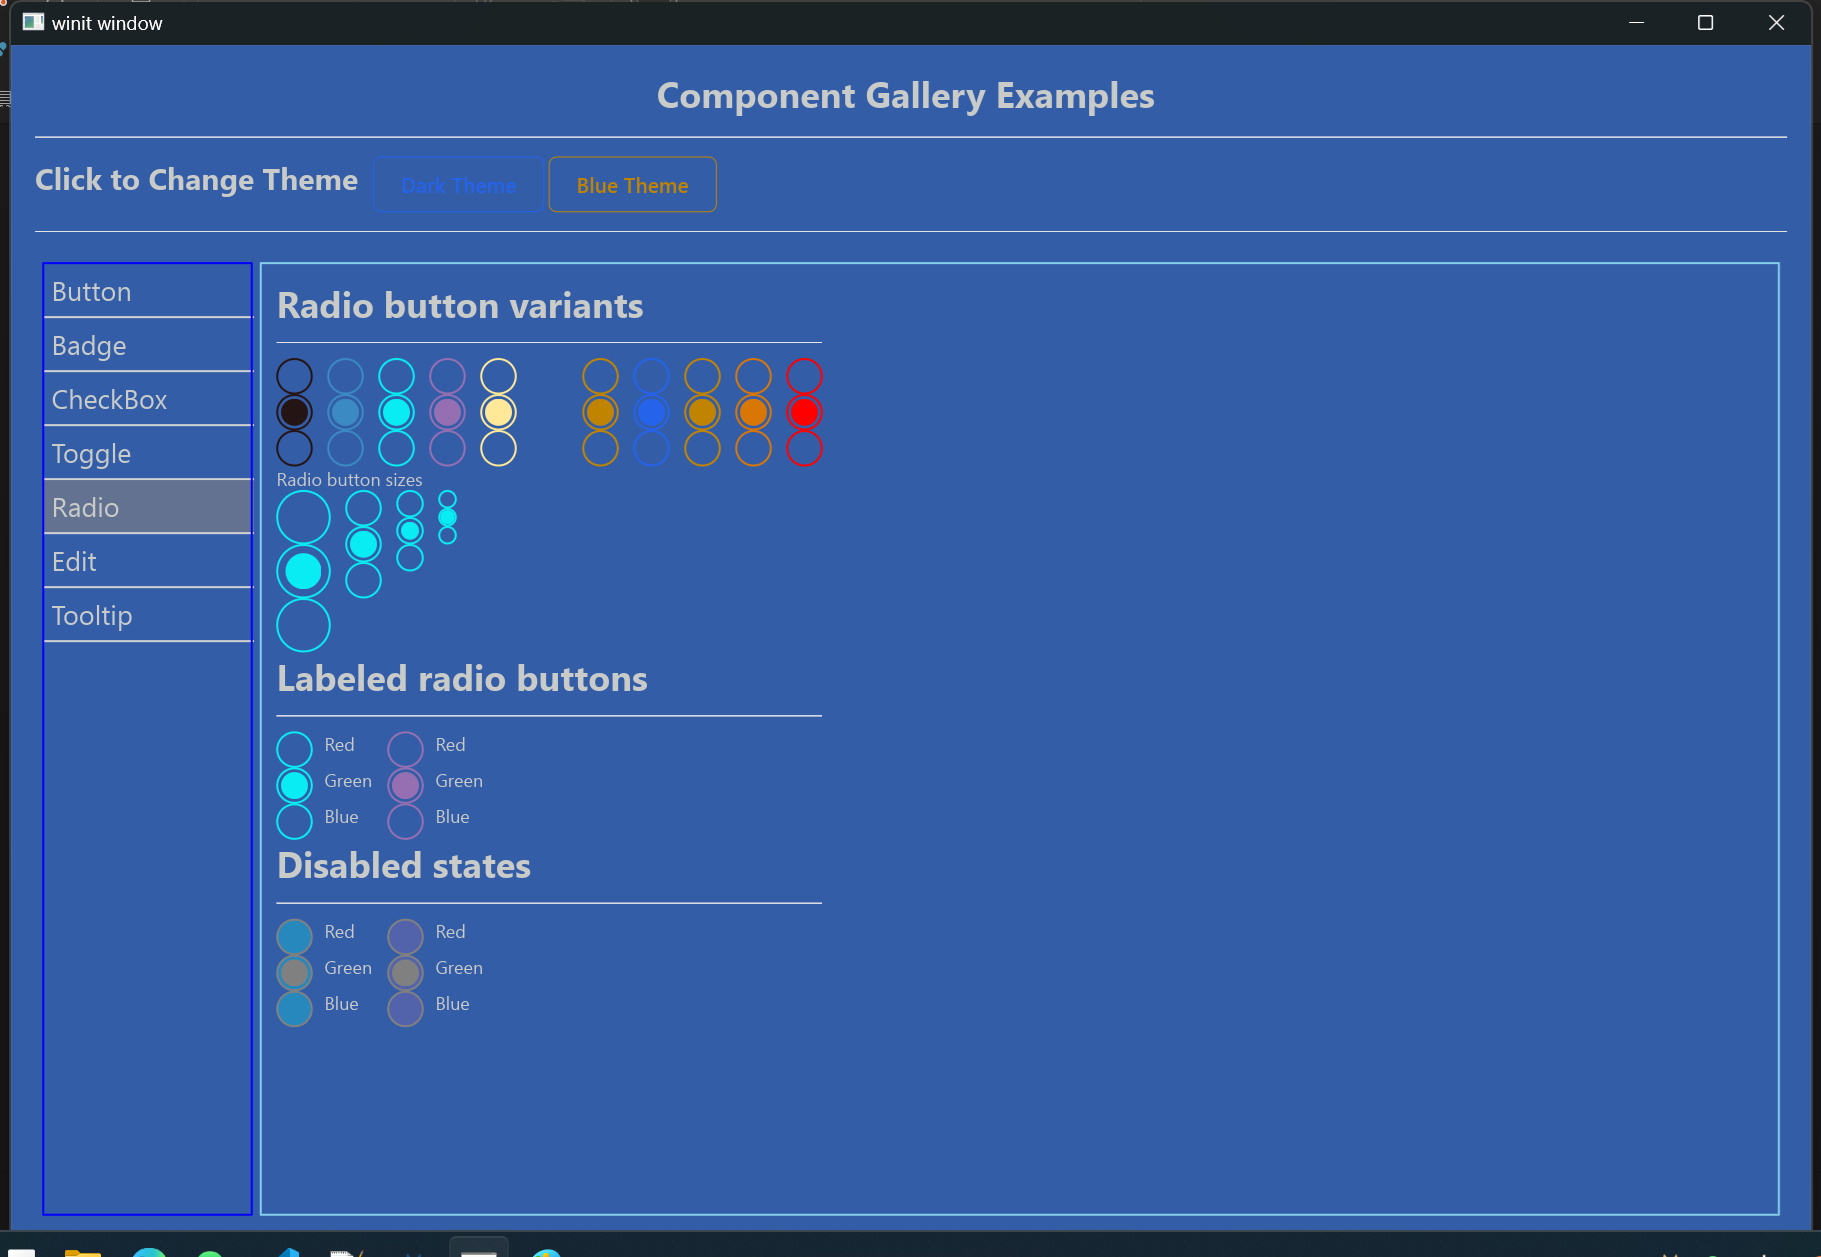 winit window
Component Gallery Examples
Click to Change Theme Dark Theme Blue Theme
Button
Badge
CheckBox
Toggle
Radio
Edit
Tooltip
Radio button variants
Radio button sizes
Labeled radio buttons
Red Red
Green Green
Blue Blue
Disabled states
Red Red
Green Green
Blue Blue